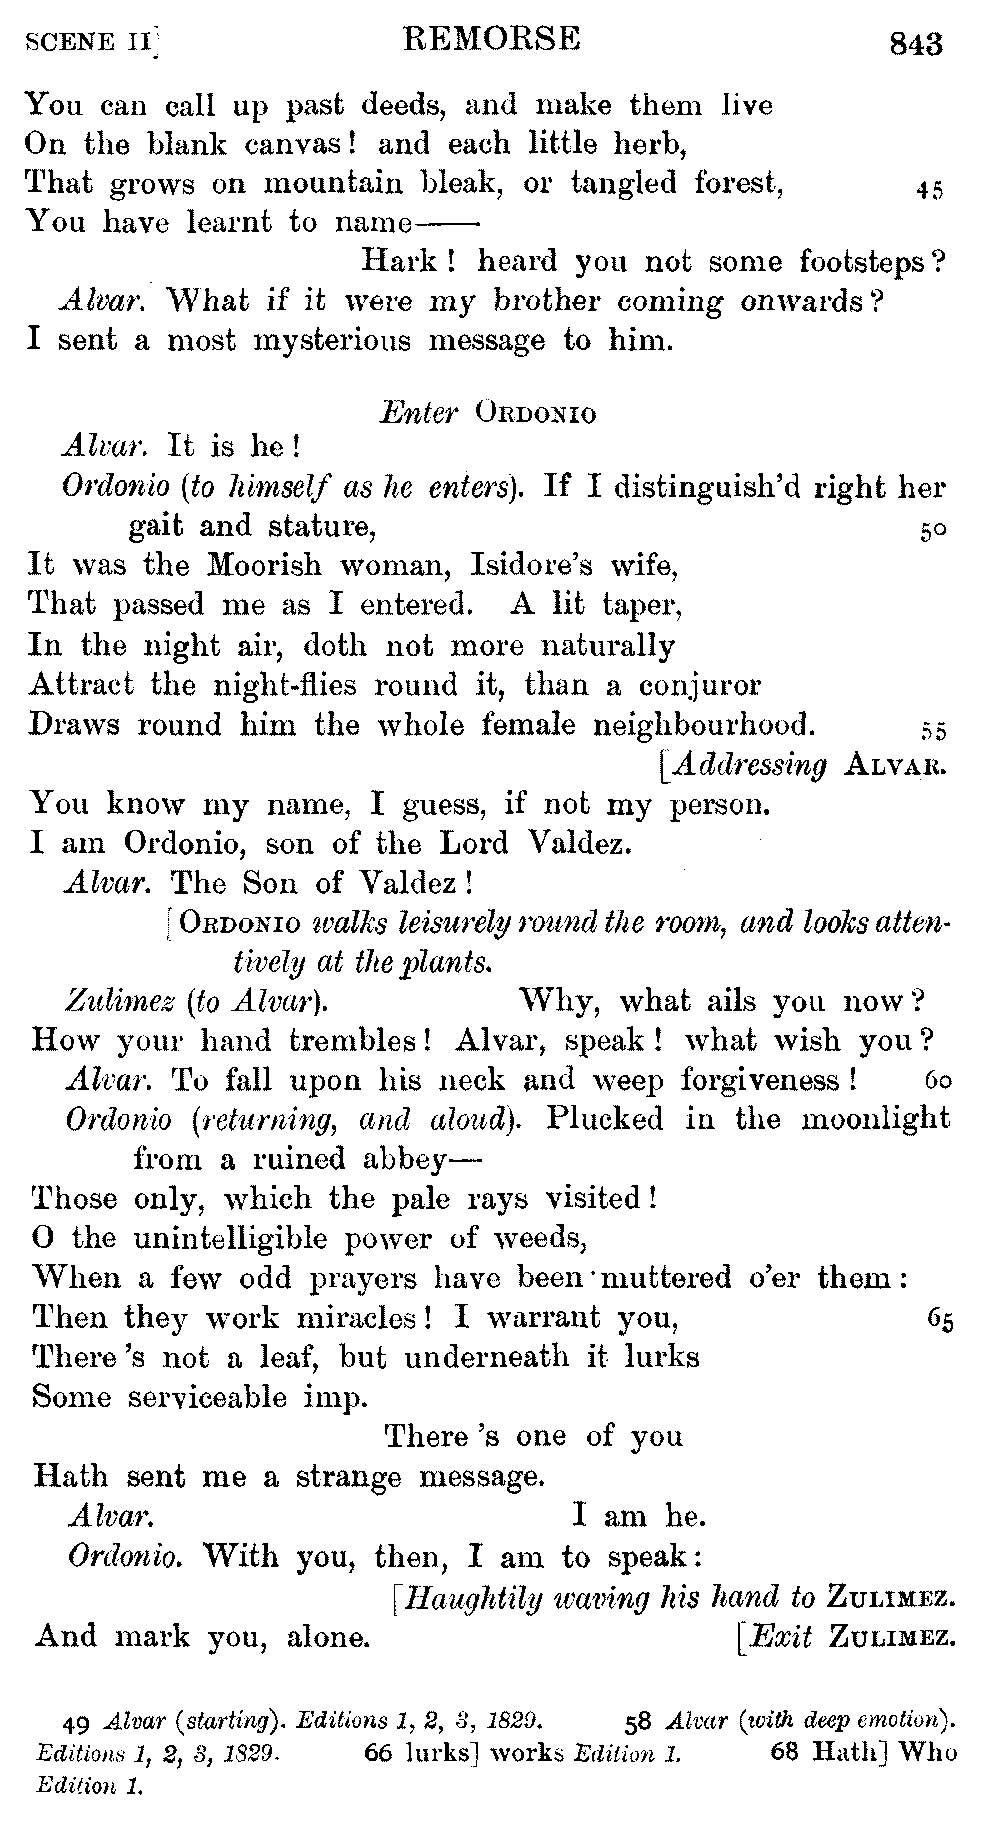 SCENE II] REMORSE 843
You can call up past deeds, and make them live
On the blank canvas! and each little herb,
That grows on mountain bleak, or tangled forest, 45
You have learnt to name——
Hark! heard you not some footsteps?
Alvar. What if it were my brother coming onwards?
I sent a most mysterious message to him.
Enter ORDONIO
Alvar. It is he!
Ordonio (to himself as he enters). If I distinguish'd right her
gait and stature, 50
It was the Moorish woman, Isidore's wife,
That passed me as I entered. A lit taper,
In the night air, doth not more naturally
Attract the night-flies round it, than a conjuror
Draws round him the whole female neighbourhood. 55
[Addressing ALVAR.
You know my name, I guess, if not my person.
I am Ordonio, son of the Lord Valdez.
Alvar. The Son of Valdez!
[ORDONIO walks leisurely round the room, and looks atten-
tively at the plants.
Zulimez (to Alvar). Why, what ails you now?
How your hand trembles! Alvar, speak! what wish you?
Alvar. To fall upon his neck and weep forgiveness! 60
Ordonio (returning, and aloud). Plucked in the moonlight
from a ruined abbey—
Those only, which the pale rays visited!
O the unintelligible power of weeds,
When a few odd prayers have been muttered o'er them:
Then they work miracles! I warrant you, 65
There's not a leaf, but underneath it lurks
Some serviceable imp.
There's one of you
Hath sent me a strange message.
Alvar. I am he.
Ordonio. With you, then, I am to speak:
[Haughtily waving his hand to ZULIMEZ.
And mark you, alone. [Exit ZULIMEZ.
49 Alvar (starting). Editions 1, 2, 3, 1829. 58 Alvar (with deep emotion).
Editions 1, 2, 3, 1829. 66 lurks] works Edition 1. 68 Hath] Who
Edition 1.